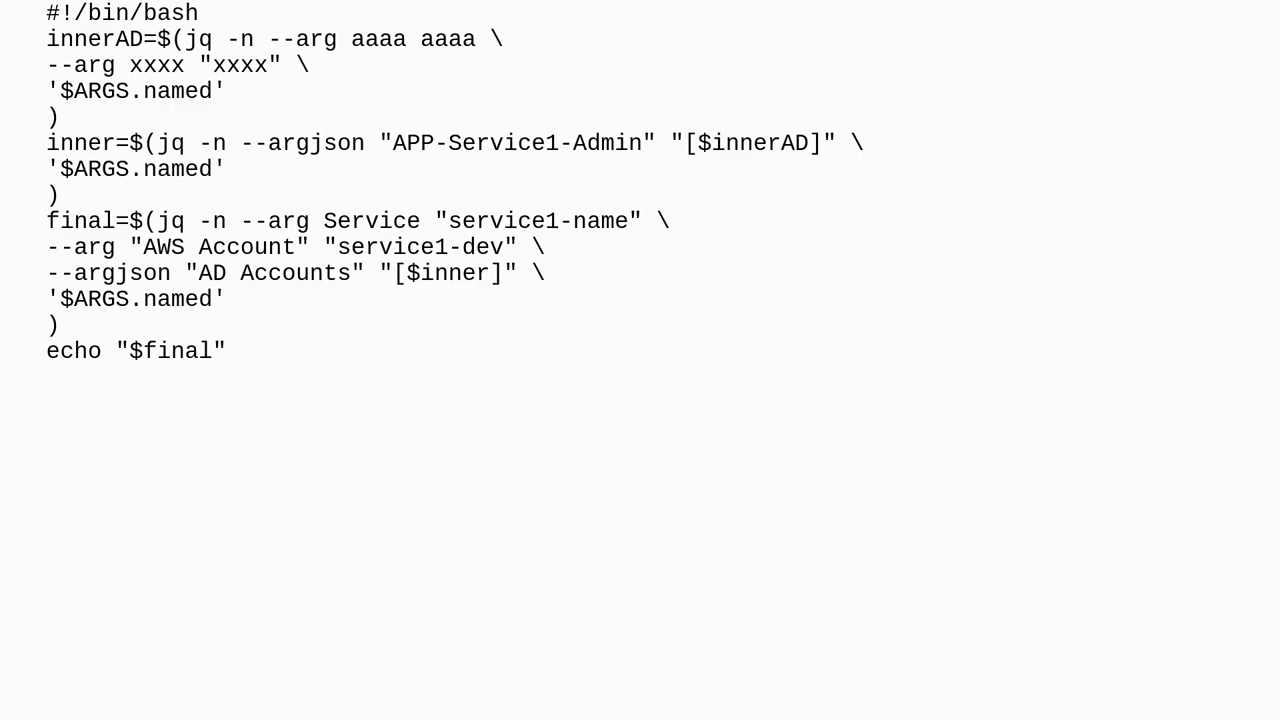 #!/bin/bash
innerAD=$(jq -n --arg aaaa aaaa \
--arg xxxx "xxxx" \
'$ARGS.named'
)
inner=$(jq -n --argjson "APP-Service1-Admin" "[$innerAD]" \
'$ARGS.named'
)
final=$(jq -n --arg Service "service1-name" \
--arg "AWS Account" "service1-dev" \
--argjson "AD Accounts" "[$inner]" \
'$ARGS.named'
)
echo "$final"